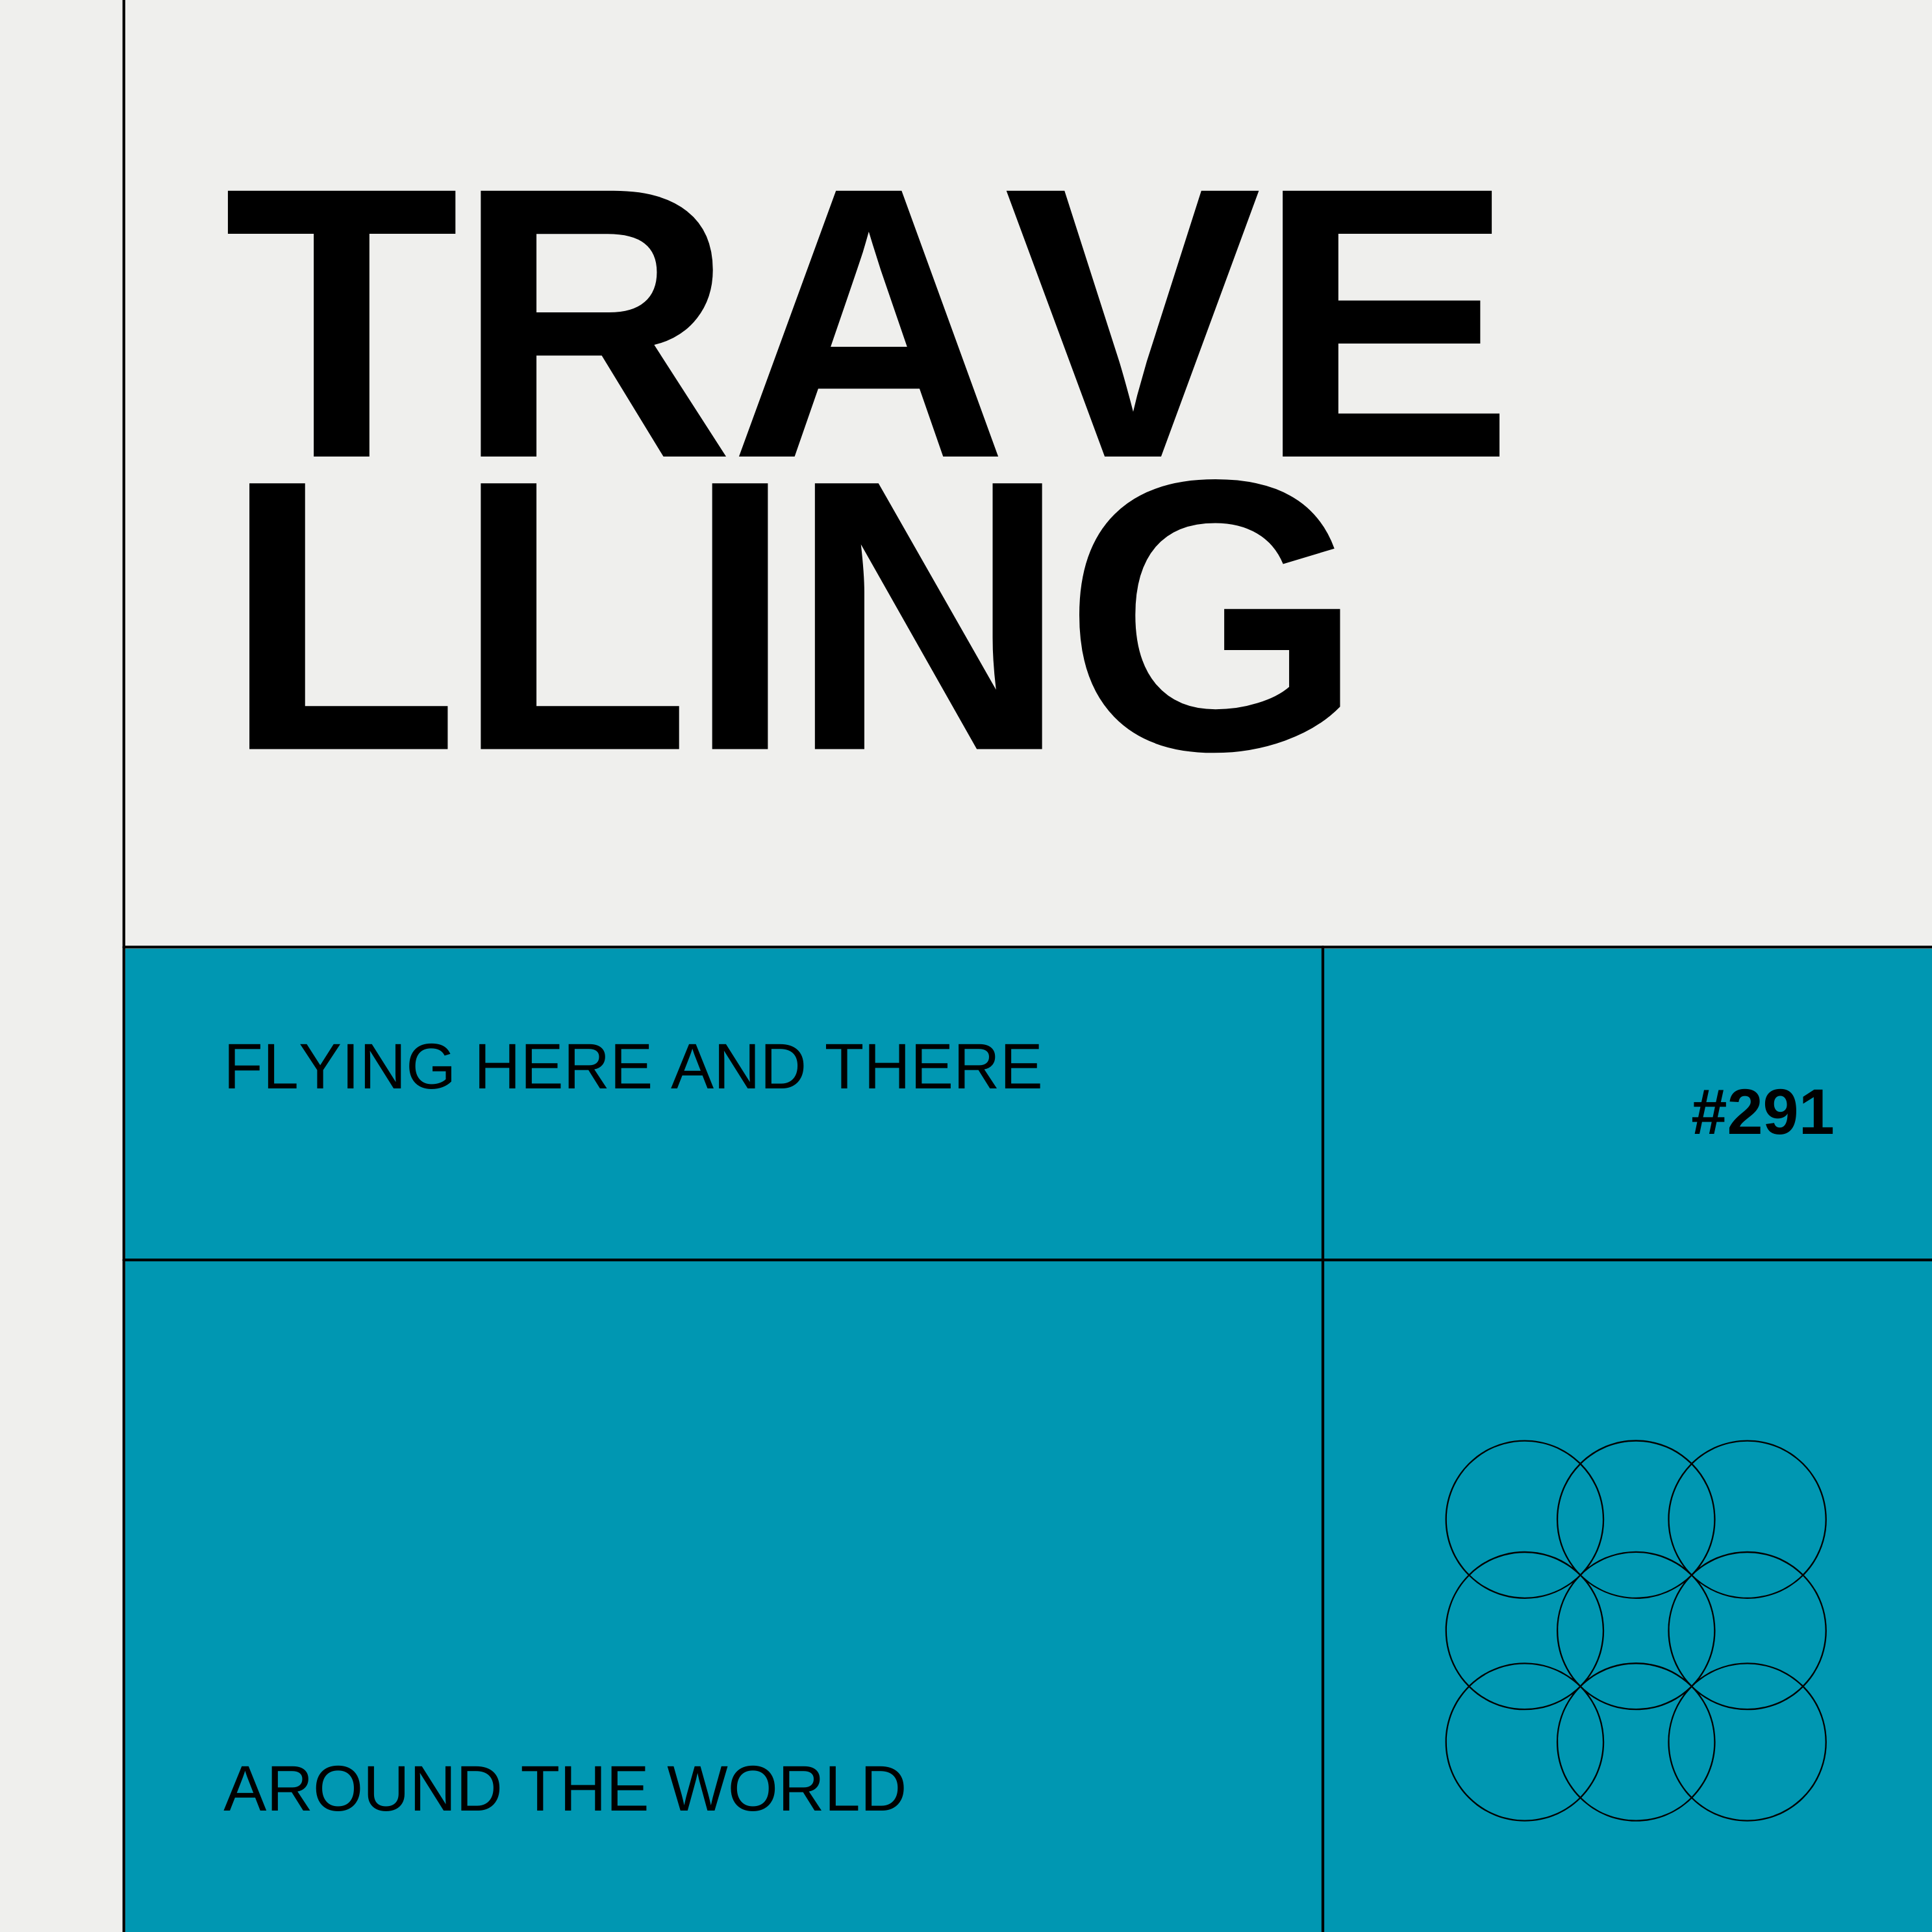 TRAVE
LLING
FLYING HERE AND THERE
#291
AROUND THE WORLD